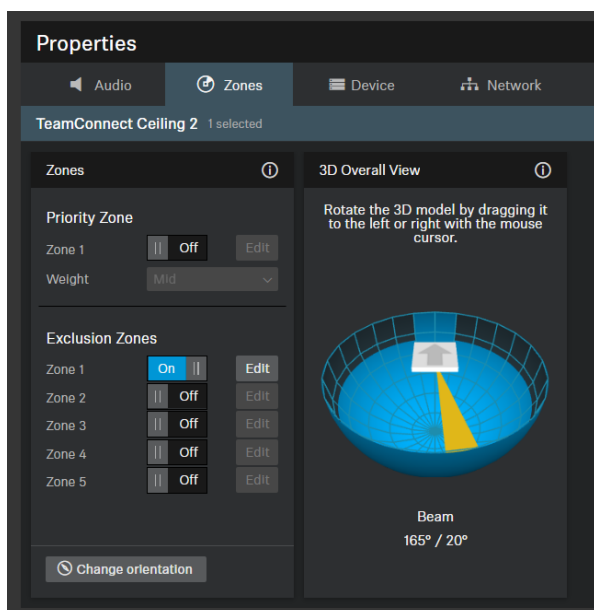 Properties
Audio
Zones
Device
Network
TeamConnect Ceiling 2 1 selected
Zones
Priority Zone
Zone 1 Off Edit
Weight Mid
Exclusion Zones
Zone 1 On Edit
Zone 2 Off Edit
Zone 3 Off Edit
Zone 4 Off Edit
Zone 5 Off Edit
Change orientation
3D Overall View
Rotate the 3D model by dragging it
to the left or right with the mouse
cursor.
Beam
165° / 20°